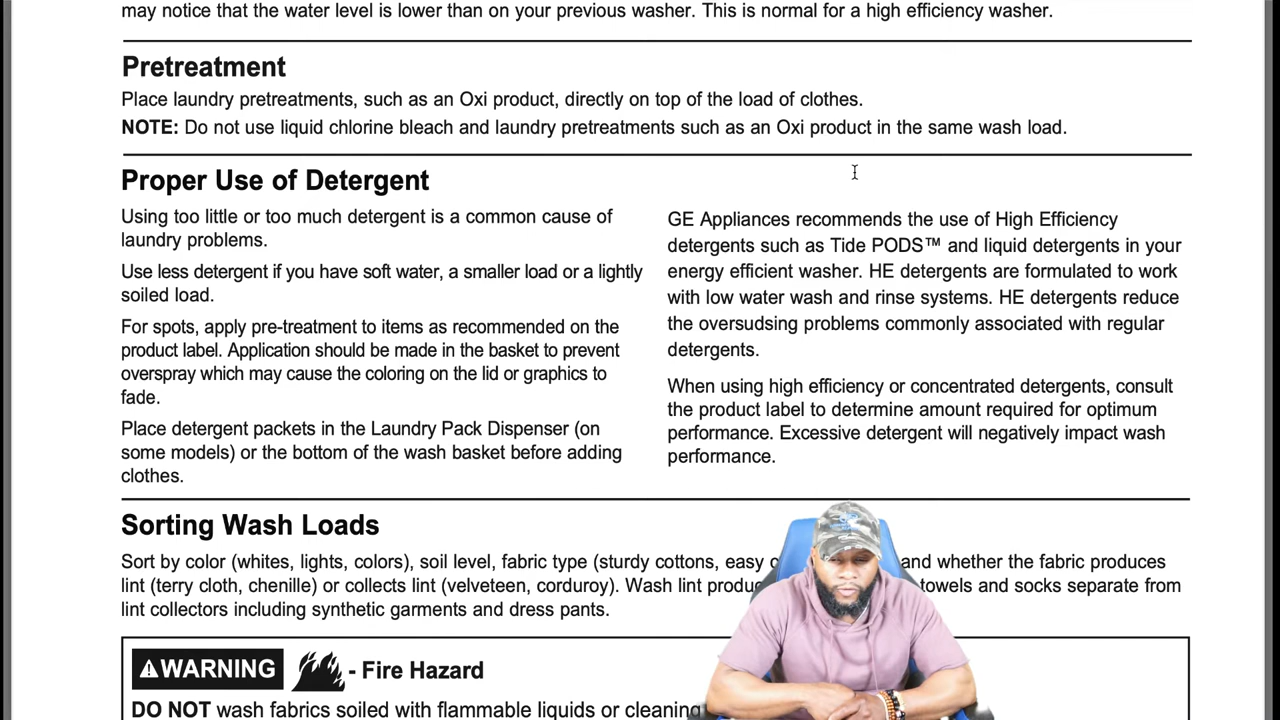 may notice that the water level is lower than on your previous washer. This is normal for a high efficiency washer.
Pretreatment
Place laundry pretreatments, such as an Oxi product, directly on top of the load of clothes.
NOTE: Do not use liquid chlorine bleach and laundry pretreatments such as an Oxi product in the same wash load.
Proper Use of Detergent
Using too little or too much detergent is a common cause of
laundry problems.
Use less detergent if you have soft water, a smaller load or a lightly
soiled load.
For spots, apply pre-treatment to items as recommended on the
product label. Application should be made in the basket to prevent
overspray which may cause the coloring on the lid or graphics to
fade.
Place detergent packets in the Laundry Pack Dispenser (on
some models) or the bottom of the wash basket before adding
clothes.
GE Appliances recommends the use of High Efficiency
detergents such as Tide PODS™ and liquid detergents in your
energy efficient washer. HE detergents are formulated to work
with low water wash and rinse systems. HE detergents reduce
the oversudsing problems commonly associated with regular
detergents.
When using high efficiency or concentrated detergents, consult
the product label to determine amount required for optimum
performance. Excessive detergent will negatively impact wash
performance.
Sorting Wash Loads
Sort by color (whites, lights, colors), soil level, fabric type (sturdy cottons, easy and whether the fabric produces
lint (terry cloth, chenille) or collects lint (velveteen, corduroy). Wash lint towels and socks separate from
lint collectors including synthetic garments and dress pants.
WARNING - Fire Hazard
DO NOT wash fabrics soiled with flammable liquids or cleaning